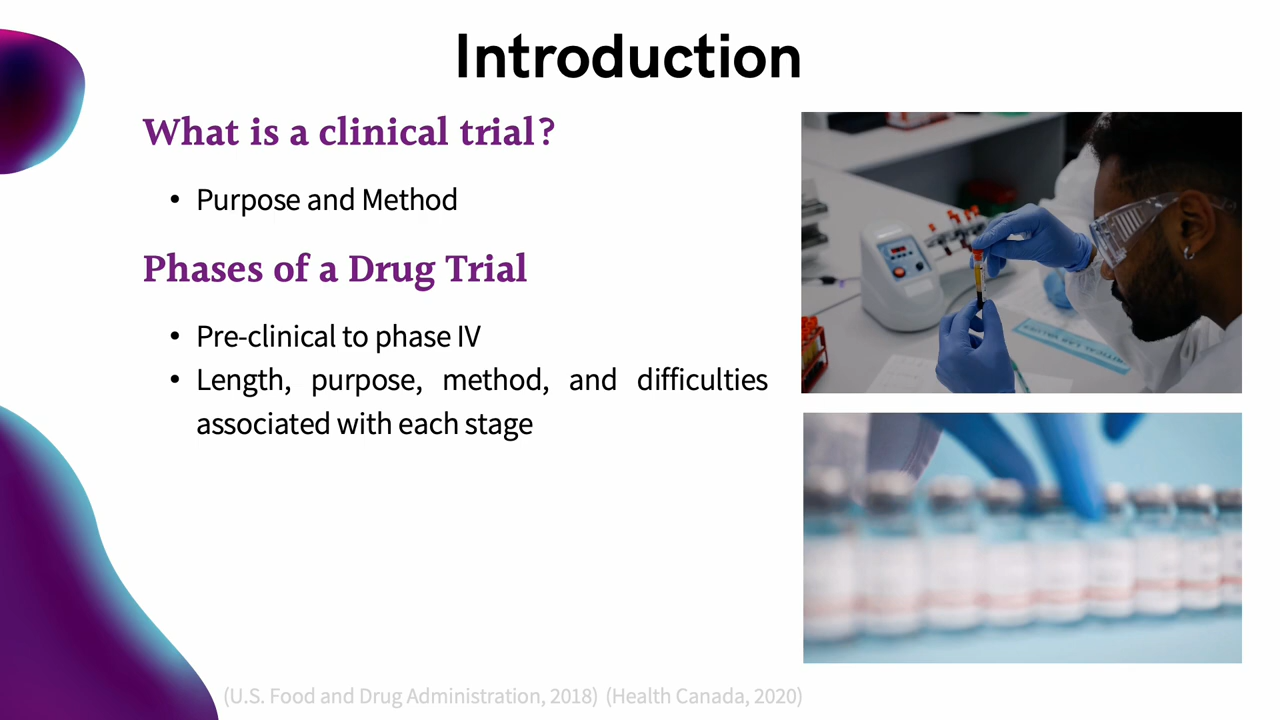 Introduction
What is a clinical trial?
• Purpose and Method
Phases of a Drug Trial
• Pre-clinical to phase IV
• Length, purpose, method, and difficulties
associated with each stage
(U.S. Food and Drug Administration, 2018) (Health Canada, 2020)